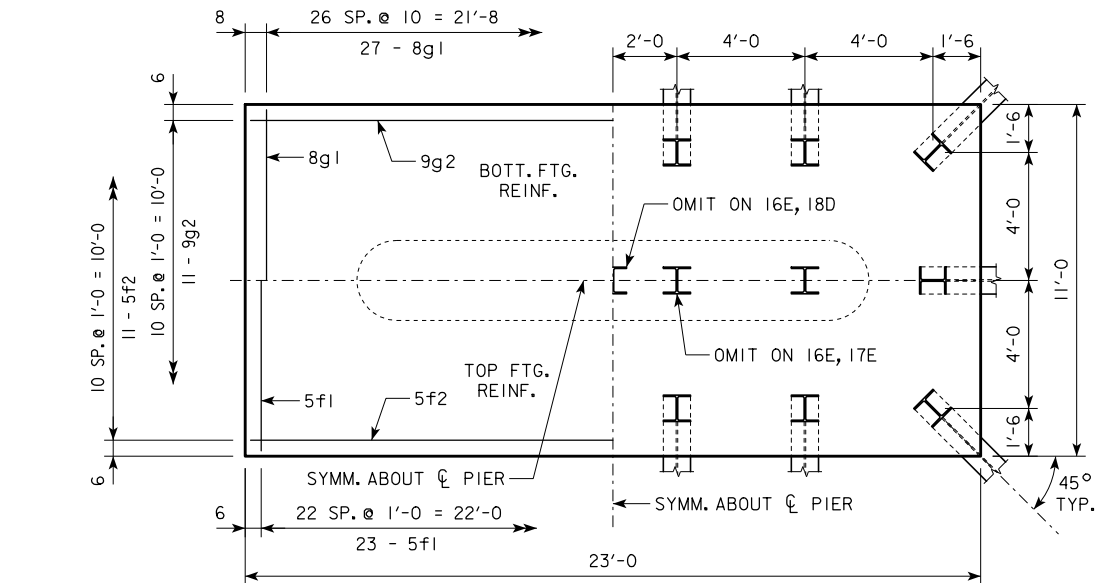 8
26 SP. @ 10 = 21'-8
27 - 8g1
2'-0
4'-0
4'-0
1'-6
6
8g1
9g2
BOTT. FTG.
REINF.
OMIT ON 16E, 18D
1'-6
4'-0
11'-0
4'-0
1'-6
10 SP. @ 1'-0 = 10'-0
11 - 5f2
10 SP. @ 1'-0 = 10'-0
11 - 9g2
OMIT ON 16E, 17E
TOP FTG.
REINF.
5f1
5f2
6
SYMM. ABOUT ℄ PIER
SYMM. ABOUT ℄ PIER
45°
TYP.
6
22 SP. @ 1'-0 = 22'-0
23 - 5f1
23'-0